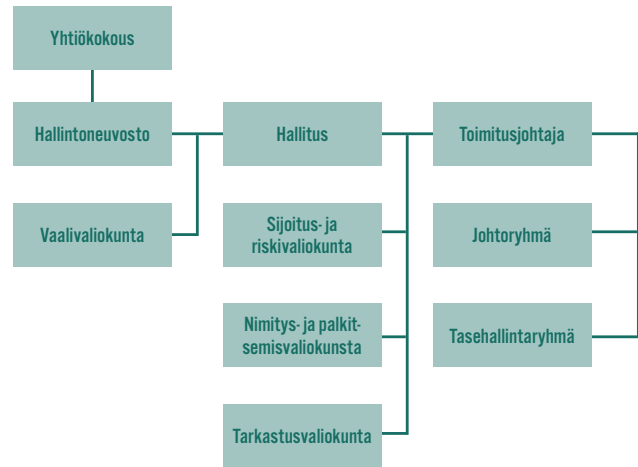 Yhtiökokous
Hallintoneuvosto
Hallitus
Toimitusjohtaja
Vaalivaliokunta
Sijoitus- ja
riskivaliokunta
Johtoryhmä
Nimitys- ja palkit-
semisvaliokunsta
Tasehallintaryhmä
Tarkastusvaliokunta